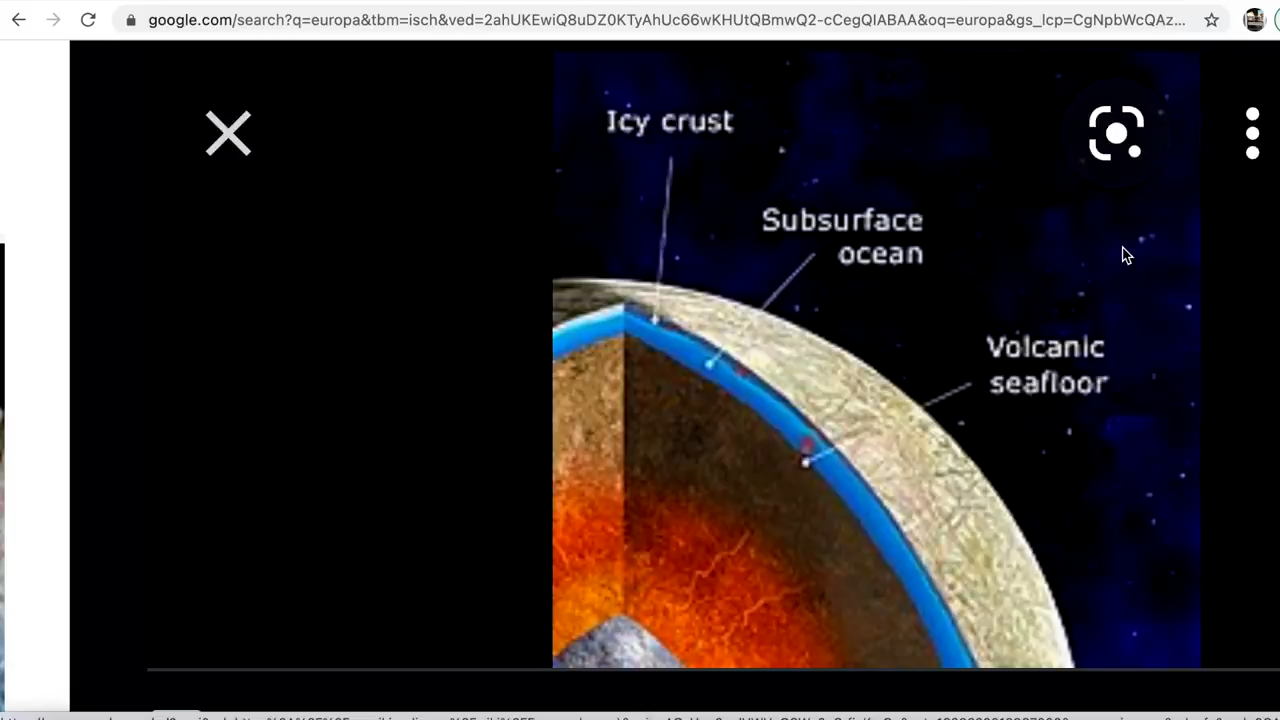 google.com/search?q=europa&tbm=isch&ved=2ahUKEwiQ8uDZ0KTyAhUc66wKHUtQBmwQ2-cCegQIABAA&oq=europa&gs_lcp=CgNpbWcQAz...
Icy crust
Subsurface
ocean
Volcanic
seafloor